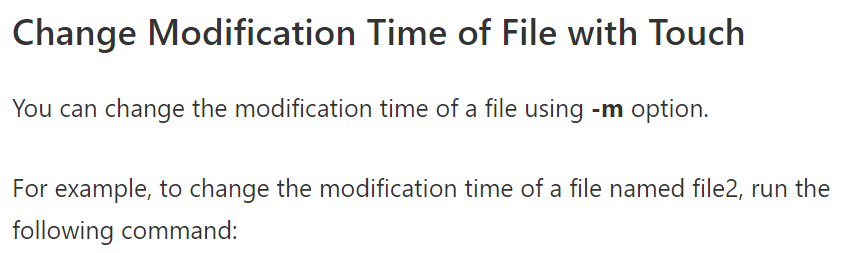 Change Modification Time of File with Touch
You can change the modification time of a file using -m option.
For example, to change the modification time of a file named file2, run the
following command: